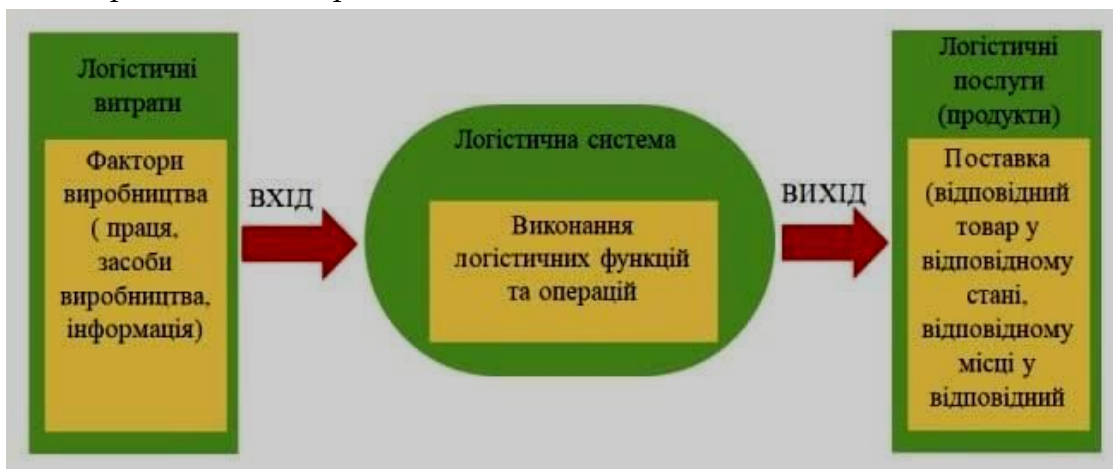 Логістичні
витрати
Фактори
виробництва
( праця,
засоби
виробництва,
інформація)
ВХІД
Логістична система
Виконання
логістичних функцій
та операцій
ВИХІД
Логістичні
послуги
(продукти)
Поставка
(відповідний
товар у
відповідному
стані,
відповідному
місці у
відповідний